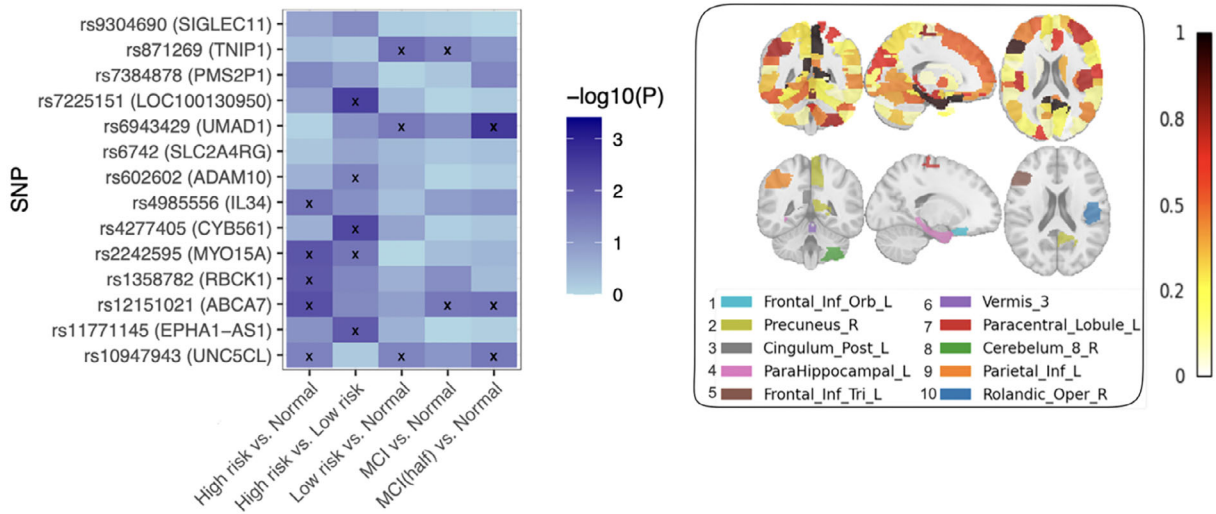 SNP
rs9304690 (SIGLEC11)
rs871269 (TNIP1)
rs7384878 (PMS2P1)
rs7225151 (LOC100130950)
rs6943429 (UMAD1)
rs6742 (SLC2A4RG)
rs602602 (ADAM10)
rs4985556 (IL34)
rs4277405 (CYB561)
rs2242595 (MYO15A)
rs1358782 (RBCK1)
rs12151021 (ABCA7)
rs11771145 (EPHA1−AS1)
rs10947943 (UNC5CL)
x x
x
x x
x
x
x
x x
x
x x x
x
x x x
High risk vs. Normal
High risk vs. Low risk
Low risk vs. Normal
MCI vs. Normal
MCI(half) vs. Normal
−log10(P)
3
2
1
0
1 Frontal_Inf_Orb_L
2 Precuneus_R
3 Cingulum_Post_L
4 ParaHippocampal_L
5 Frontal_Inf_Tri_L
6 Vermis_3
7 Paracentral_Lobule_L
8 Cerebelum_8_R
9 Parietal_Inf_L
10 Rolandic_Oper_R
1
0.8
0.5
0.2
0